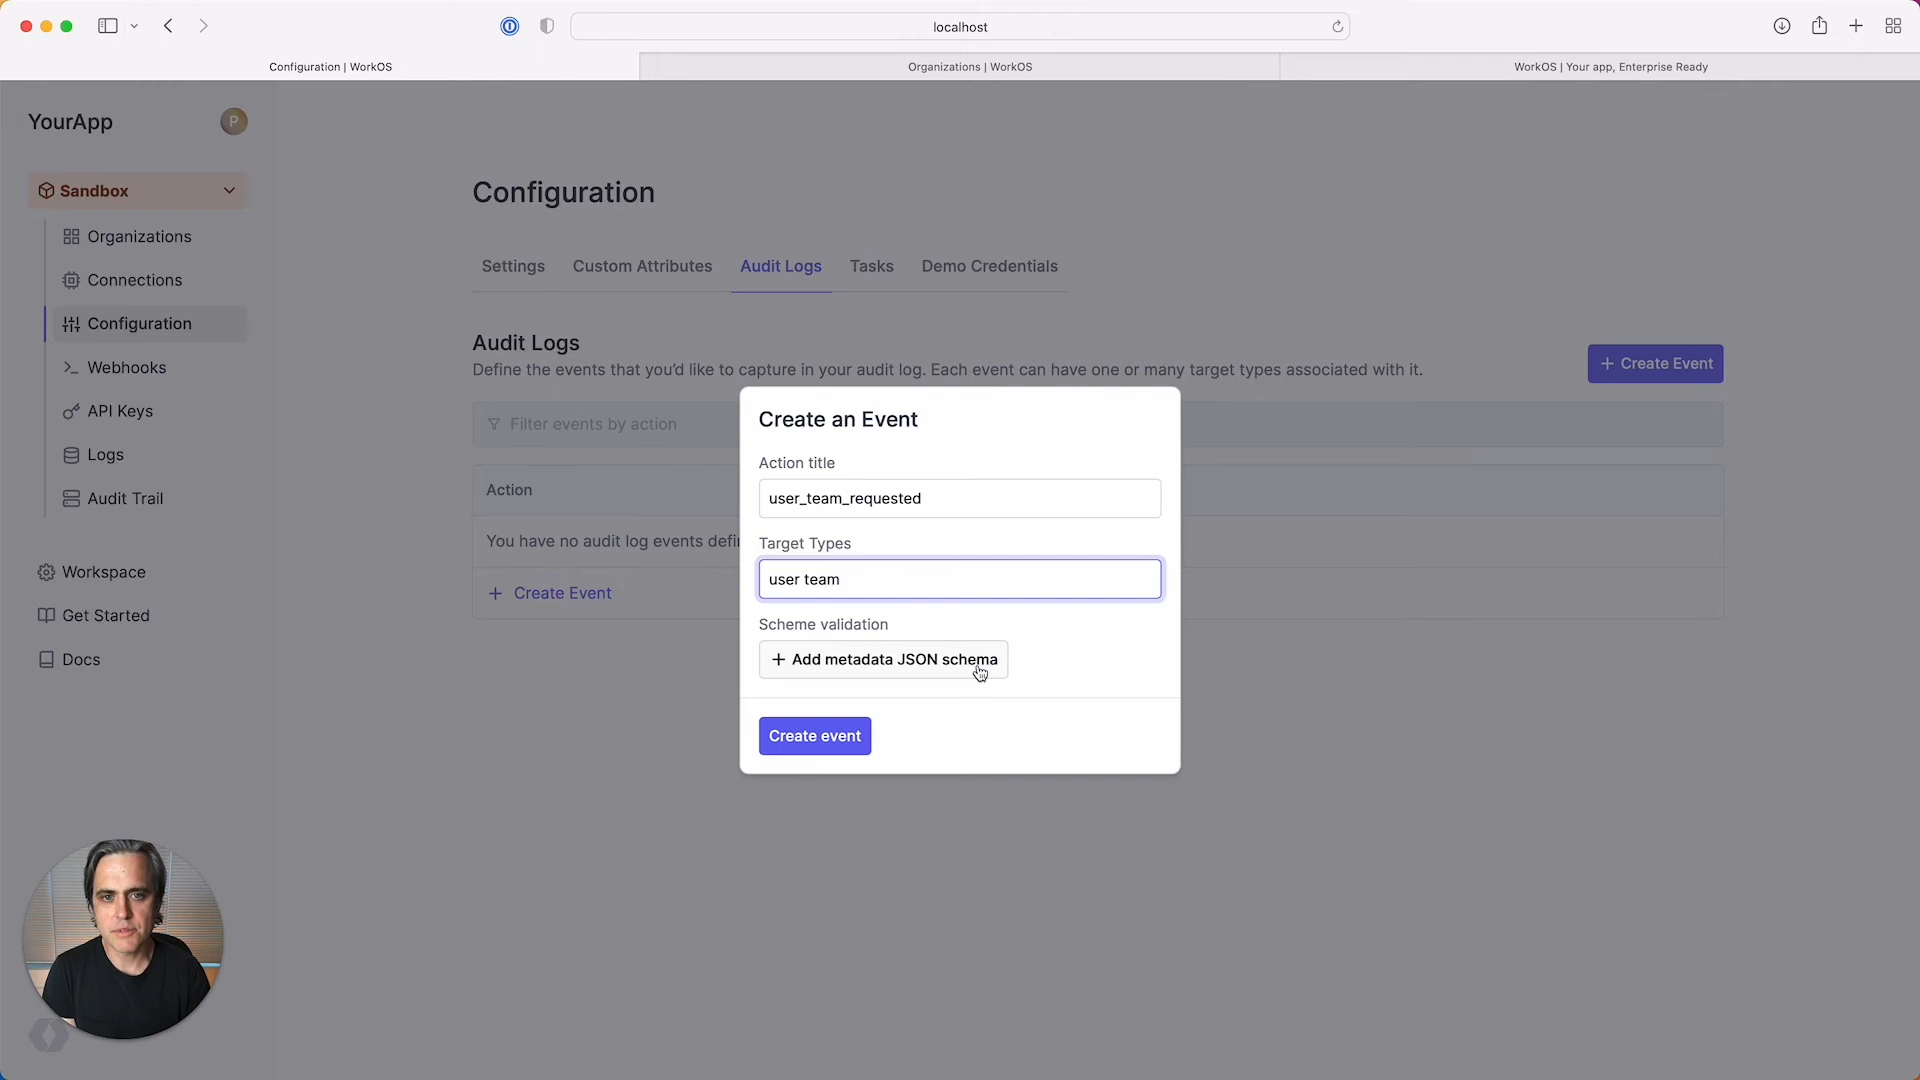 localhost
Configuration | WorkOS
Organizations | WorkOS
WorkOS | Your app, Enterprise Ready
YourApp
P
Sandbox
Organizations
Connections
Configuration
Webhooks
API Keys
Logs
Audit Trail
Workspace
Get Started
Docs
Configuration
Settings
Custom Attributes
Audit Logs
Tasks
Demo Credentials
Audit Logs
Define the events that you'd like to capture in your audit log. Each event can have one or many target types associated with it.
+ Create Event
Filter events by action
Action
You have no audit log events defi
+ Create Event
Create an Event
Action title
user_team_requested
Target Types
user team
Scheme validation
+ Add metadata JSON schema
Create event